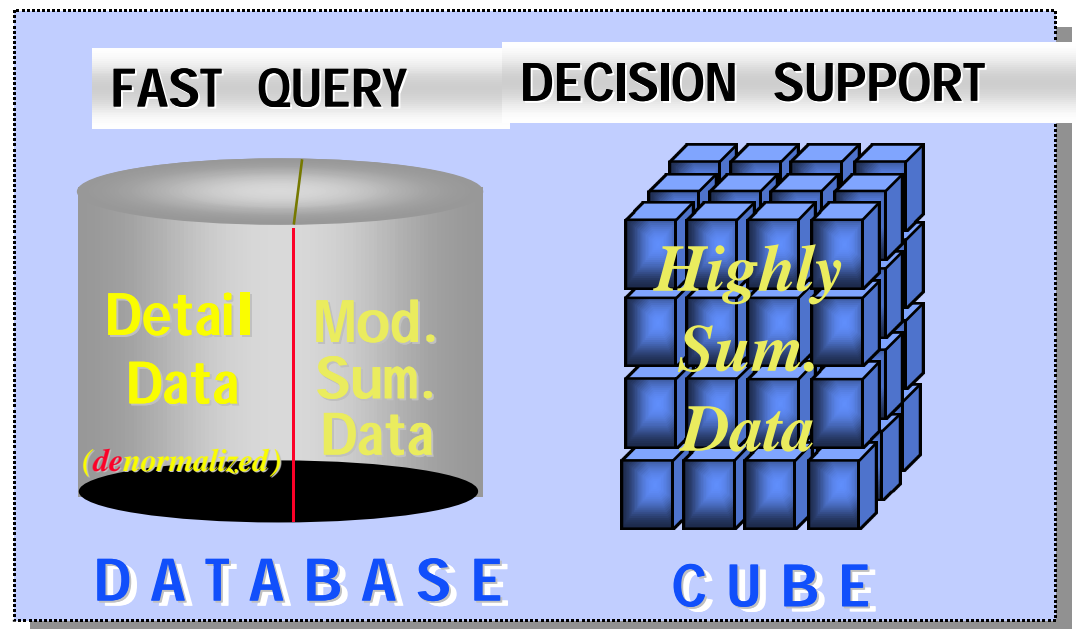 FAST QUERY
DECISION SUPPORT
Detail
Data
(denormalized)
Mod.
Sum.
Data
Highly
Sum.
Data
DATABASE
CUBE